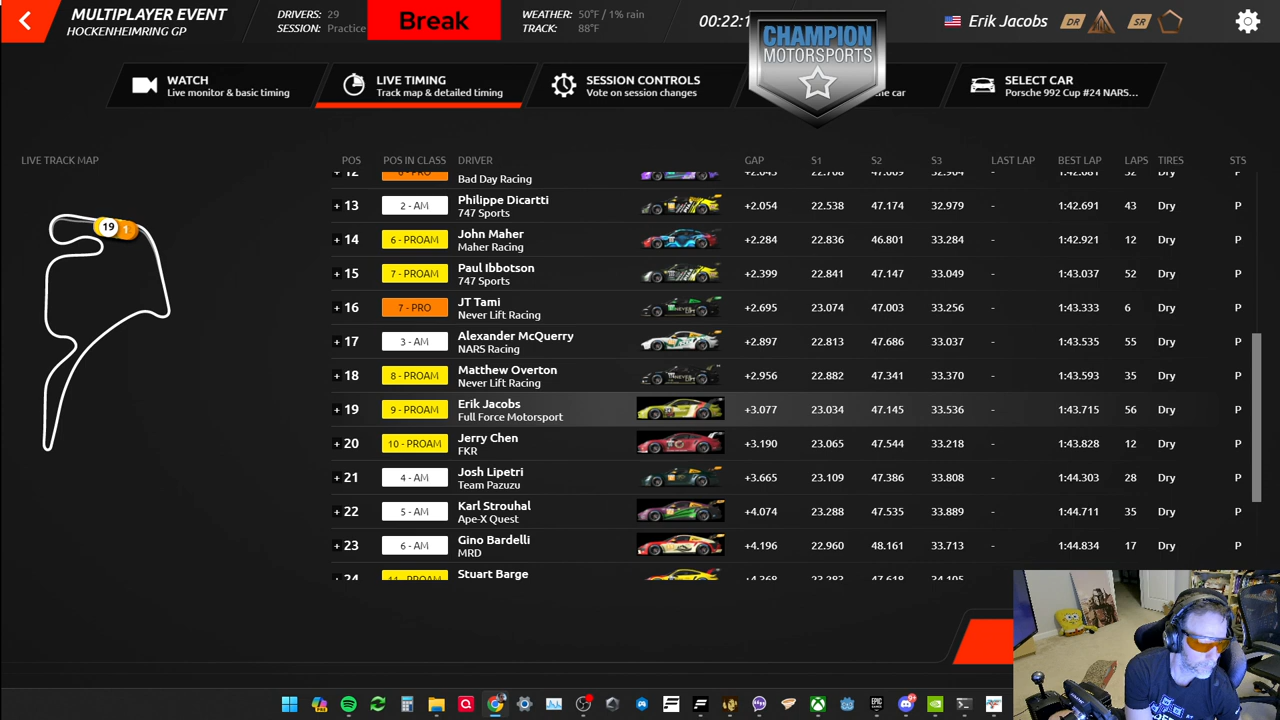 MULTIPLAYER EVENT
HOCKENHEIMRING GP
DRIVERS: 29
SESSION: Practice
Break
WEATHER: 50°F / 1% rain
TRACK: 88°F
00:22:1
CHAMPION
MOTORSPORTS
Erik Jacobs
DR
SR
WATCH
Live monitor & basic timing
LIVE TIMING
Track map & detailed timing
SESSION CONTROLS
Vote on session changes
car
SELECT CAR
Porsche 992 Cup #24 NARS...
LIVE TRACK MAP
19 1
POS POS IN CLASS DRIVER GAP S1 S2 S3 LAST LAP BEST LAP LAPS TIRES STS
Bad Day Racing
+ 13 2 - AM Philippe Dicartti +2.054 22.538 47.174 32.979 - 1:42.691 43 Dry P
747 Sports
+ 14 6 - PROAM John Maher +2.284 22.836 46.801 33.284 - 1:42.921 12 Dry P
Maher Racing
+ 15 7 - PROAM Paul Ibbotson +2.399 22.841 47.147 33.049 - 1:43.037 52 Dry P
747 Sports
+ 16 7 - PRO JT Tami +2.695 23.074 47.003 33.256 - 1:43.333 6 Dry P
Never Lift Racing
+ 17 3 - AM Alexander McQuerry +2.897 22.813 47.686 33.037 - 1:43.535 55 Dry P
NARS Racing
+ 18 8 - PROAM Matthew Overton +2.956 22.882 47.341 33.370 - 1:43.593 35 Dry P
Never Lift Racing
+ 19 9 - PROAM Erik Jacobs +3.077 23.034 47.145 33.536 - 1:43.715 56 Dry P
Full Force Motorsport
+ 20 10 - PROAM Jerry Chen +3.190 23.065 47.544 33.218 - 1:43.828 12 Dry P
FKR
+ 21 4 - AM Josh Lipetri +3.665 23.109 47.386 33.808 - 1:44.303 28 Dry P
Team Pazuzu
+ 22 5 - AM Karl Strouhal +4.074 23.288 47.535 33.889 - 1:44.711 35 Dry P
Ape-X Quest
+ 23 6 - AM Gino Bardelli +4.196 22.960 48.161 33.713 - 1:44.834 17 Dry P
MRD
Stuart Barge